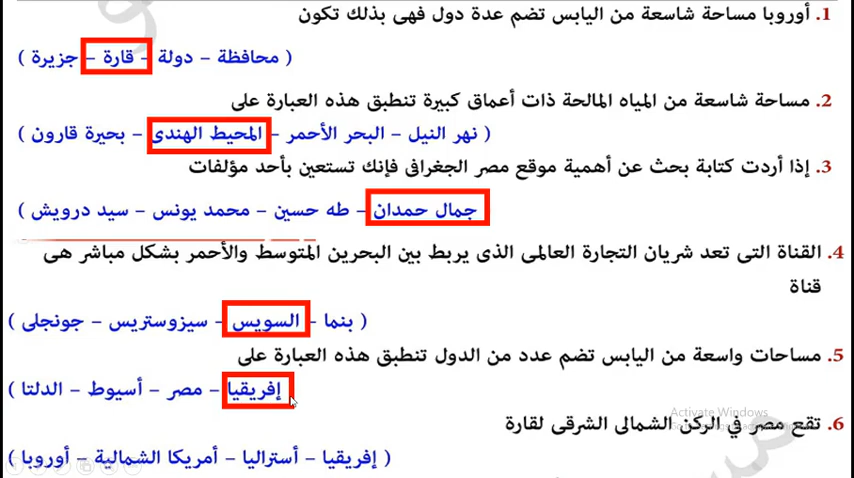 1. أوروبا مساحة شاسعة من اليابس تضم عدة دول فهى بذلك تكون
( محافظة – دولة – قارة – جزيرة )
2. مساحة شاسعة من المياه المالحة ذات أعماق كبيرة تنطبق هذه العبارة على
( نهر النيل – البحر الأحمر – المحيط الهندى – بحيرة قارون )
3. إذا أردت كتابة بحث عن أهمية موقع مصر الجغرافى فإنك تستعين بأحد مؤلفات
جمال حمدان – طه حسين – محمد يونس – سيد درويش )
4. القناة التى تعد شريان التجارة العالمى الذى يربط بين البحرين المتوسط والأحمر بشكل مباشر هى
قناة
( بنما – السويس – سيزوستريس – جونجلى )
5. مساحات واسعة من اليابس تضم عدد من الدول تنطبق هذه العبارة على
إفريقيا – مصر – أسيوط – الدلتا )
Activate Windows
6. تقع مصر في الركن الشمالى الشرقى لقارة
( إفريقيا – أستراليا – أمريكا الشمالية – أوروبا )